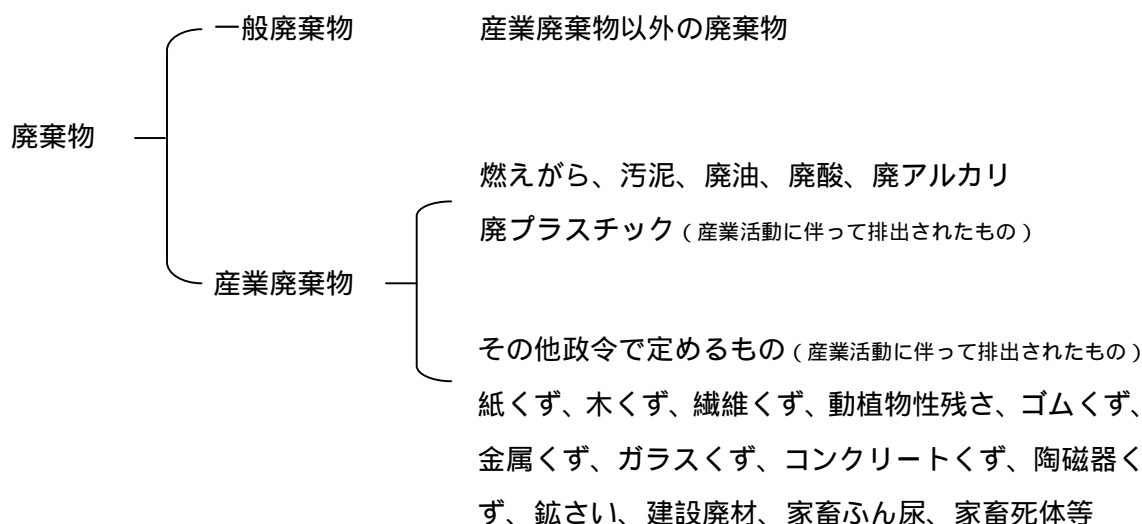 一般廃棄物 産業廃棄物以外の廃棄物
廃棄物
燃えがら、汚泥、廃油、廃酸、廃アルカリ
廃プラスチック(産業活動に伴って排出されたもの)
産業廃棄物
その他政令で定めるもの(産業活動に伴って排出されたもの)
紙くず、木くず、繊維くず、動植物性残さ、ゴムくず、
金属くず、ガラスくず、コンクリートくず、陶磁器く
ず、鉱さい、建設廃材、家畜ふん尿、家畜死体等